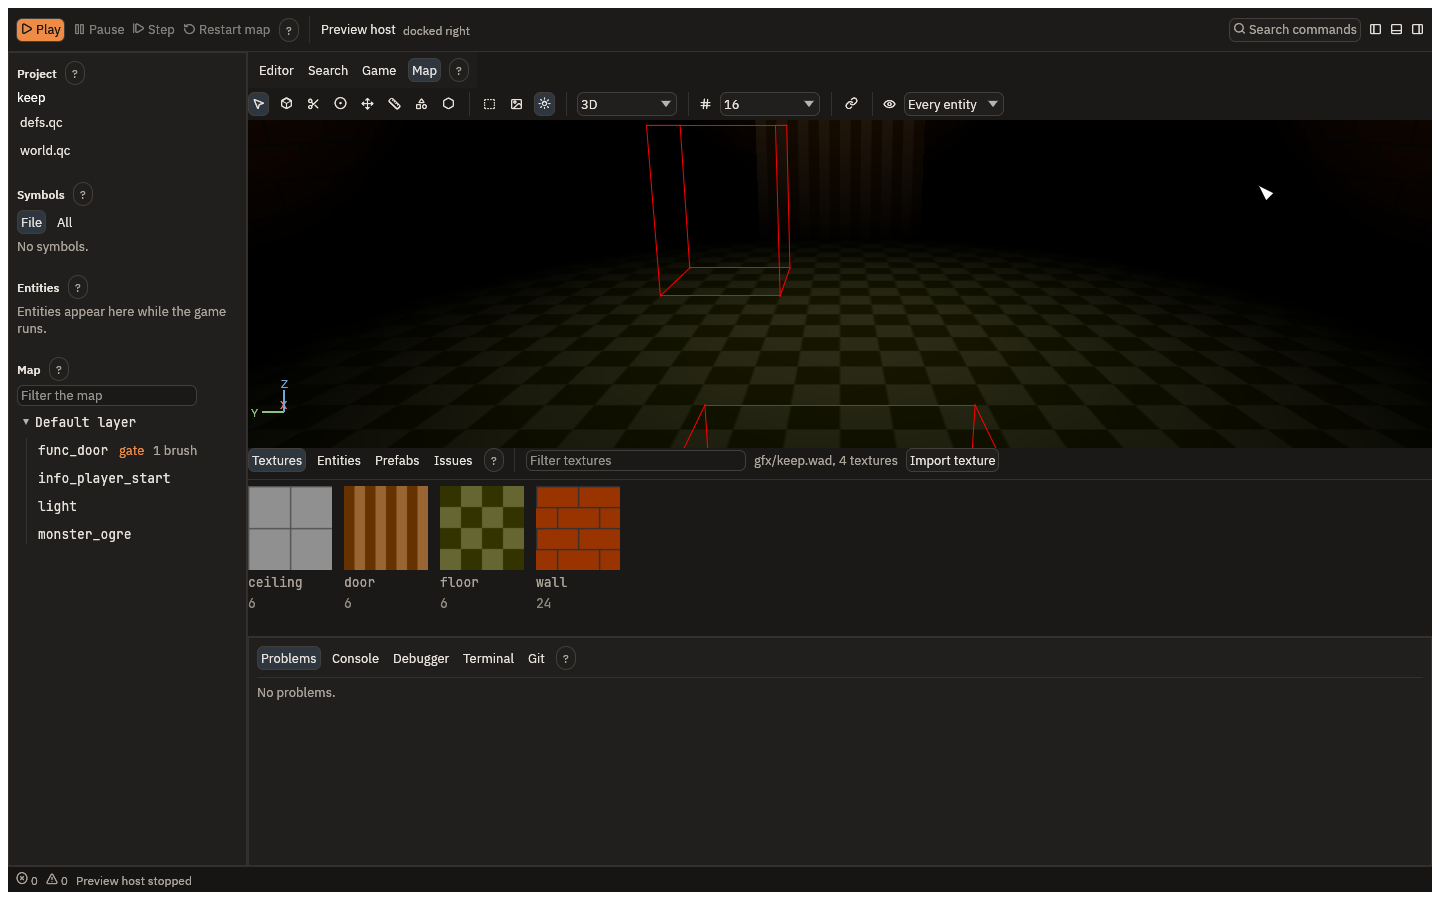 Play Pause Step Restart map ? Preview host docked right Search commands
Project ?
keep
defs.qc
world.qc
Symbols ?
File All
No symbols.
Entities ?
Entities appear here while the game
runs.
Map ?
Filter the map
Default layer
func_door gate 1 brush
info_player_start
light
monster_ogre
Editor Search Game Map ?
3D # 16 Every entity
Z
Y X
Textures Entities Prefabs Issues ? Filter textures gfx/keep.wad, 4 textures Import texture
ceiling door floor wall
6 6 6 24
Problems Console Debugger Terminal Git ?
No problems.
0 0 Preview host stopped